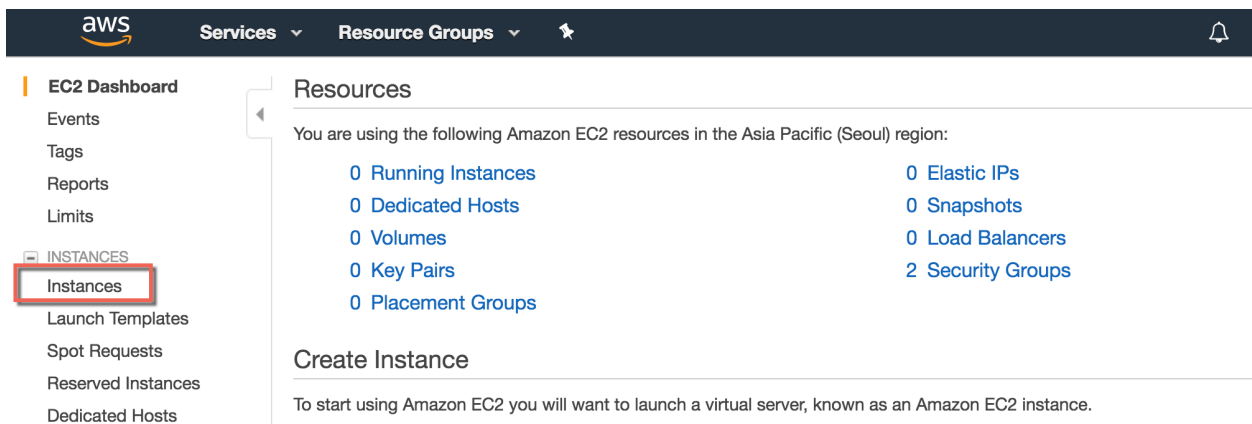 aws
Services
Resource Groups
EC2 Dashboard
Events
Tags
Reports
Limits
INSTANCES
Instances
Launch Templates
Spot Requests
Reserved Instances
Dedicated Hosts
Resources
You are using the following Amazon EC2 resources in the Asia Pacific (Seoul) region:
0 Running Instances
0 Dedicated Hosts
0 Volumes
0 Key Pairs
0 Placement Groups
0 Elastic IPs
0 Snapshots
0 Load Balancers
2 Security Groups
Create Instance
To start using Amazon EC2 you will want to launch a virtual server, known as an Amazon EC2 instance.